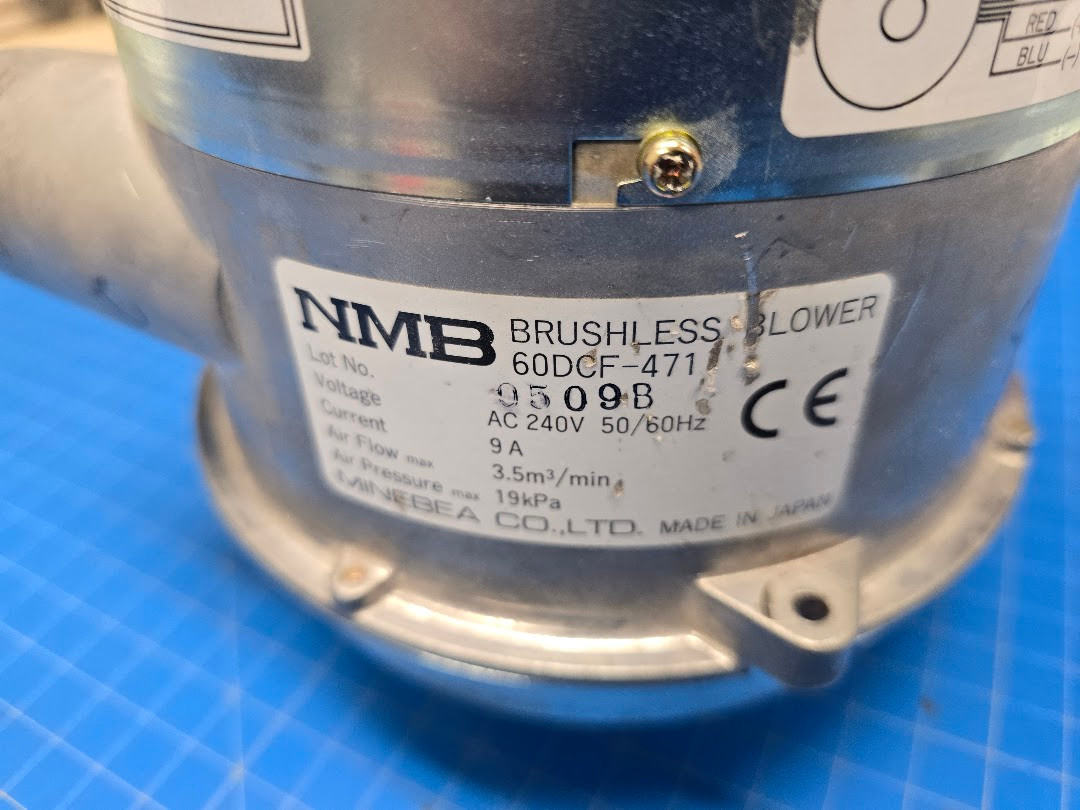 RED (
BLU (-)
NMB BRUSHLESS BLOWER
60DCF-471
Lot No. 9509B
Voltage AC 240V 50/60Hz
Current 9 A
Air Flow max 3.5m³/min
Air Pressure max 19kPa
CE
MINEBEA CO.,LTD. MADE IN JAPAN